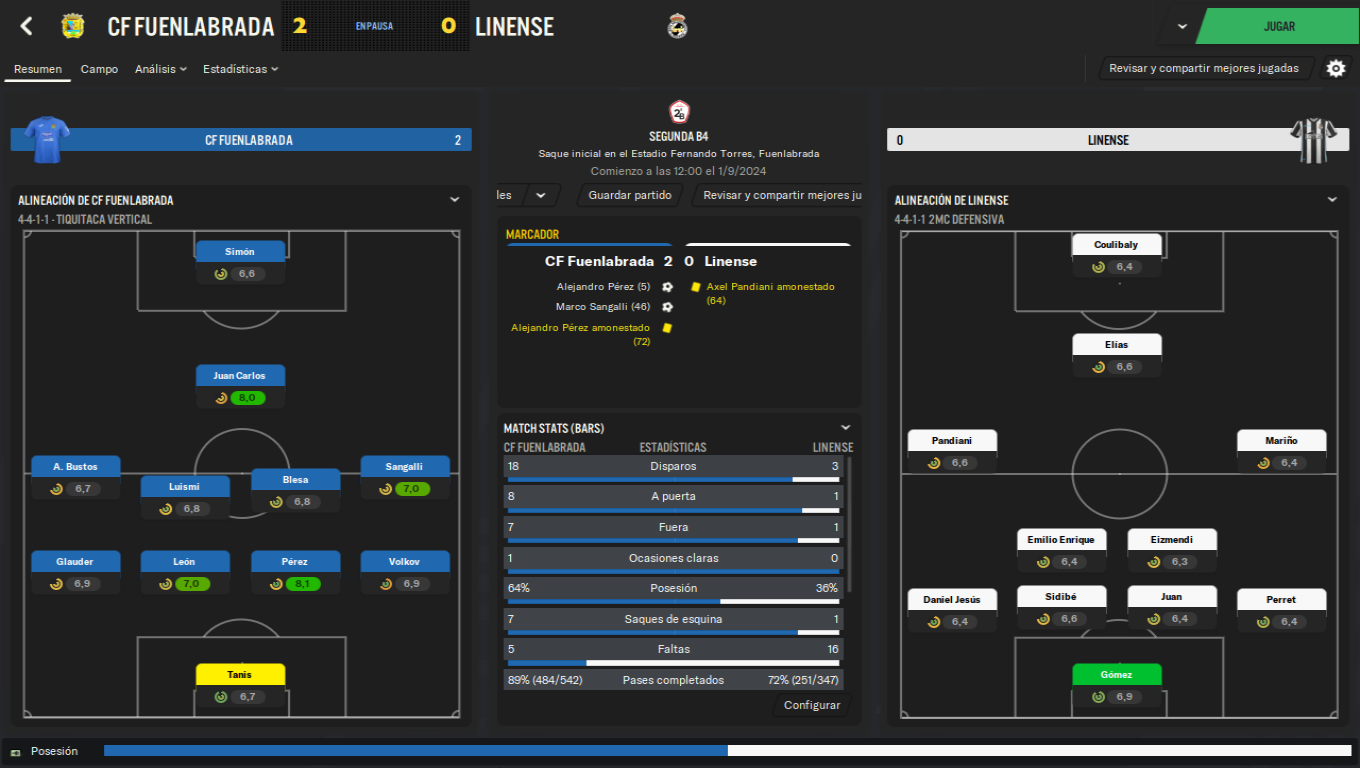 CF FUENLABRADA 2 EN PAUSA 0 LINENSE
JUGAR
Resumen Campo Análisis Estadísticas
Revisar y compartir mejores jugadas
CF FUENLABRADA 2
ALINEACIÓN DE CF FUENLABRADA
4-4-1-1 - TIQUITACA VERTICAL
Simón
6,6
Juan Carlos
8,0
A. Bustos
6,7
Luismi
6,8
Blesa
6,8
Sangalli
7,0
Glauder
6,9
León
7,0
Pérez
8,1
Volkov
6,9
Tanis
6,7
2ªB
SEGUNDA B4
Saque inicial en el Estadio Fernando Torres, Fuenlabrada
Comienzo a las 12:00 el 1/9/2024
les
Guardar partido
Revisar y compartir mejores ju
MARCADOR
CF Fuenlabrada 2 0 Linense
Alejandro Pérez (5)
Marco Sangalli (46)
Alejandro Pérez amonestado
(72)
Axel Pandiani amonestado
(64)
MATCH STATS (BARS)
CF FUENLABRADA ESTADÍSTICAS LINENSE
18 Disparos 3
8 A puerta 1
7 Fuera 1
1 Ocasiones claras 0
64% Posesión 36%
7 Saques de esquina 1
5 Faltas 16
89% (484/542) Pases completados 72% (251/347)
Configurar
0 LINENSE
ALINEACIÓN DE LINENSE
4-4-1-1 2MC DEFENSIVA
Coulibaly
6,4
Elías
6,6
Pandiani
6,6
Mariño
6,4
Emilio Enrique
6,4
Eizmendi
6,3
Daniel Jesús
6,4
Sidibé
6,6
Juan
6,4
Perret
6,4
Gómez
6,9
Posesión